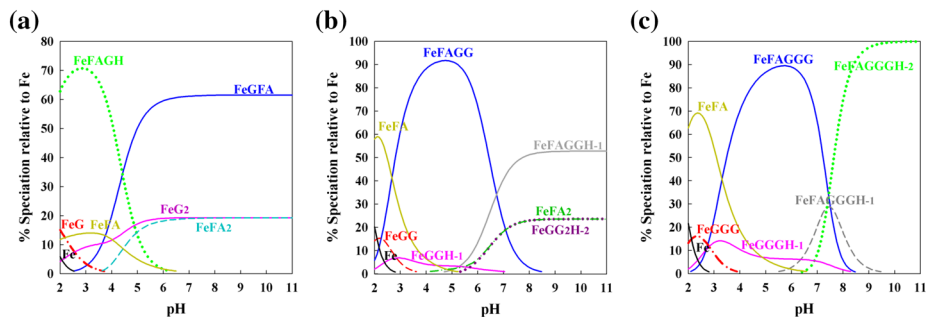 (a)
% Speciation relative to Fe
80
70
60
50
40
30
20
10
0
FeFAGH
FeGFA
FeG
FeFA
FeG2
FeFA2
Fe
2 3 4 5 6 7 8 9 10 11
pH
(b)
% Speciation relative to Fe
100
90
80
70
60
50
40
30
20
10
0
FeFAGG
FeFA
FeFAGGH-1
FeFA2
FeGG2H-2
FeGG
FeGGH-1
Fe
2 3 4 5 6 7 8 9 10 11
pH
(c)
% Speciation relative to Fe
100
90
80
70
60
50
40
30
20
10
0
FeFAGGG
FeFAGGGH-2
FeFA
FeFAGGGH-1
FeGGG
FeGGGH-1
Fe
2 3 4 5 6 7 8 9 10 11
pH